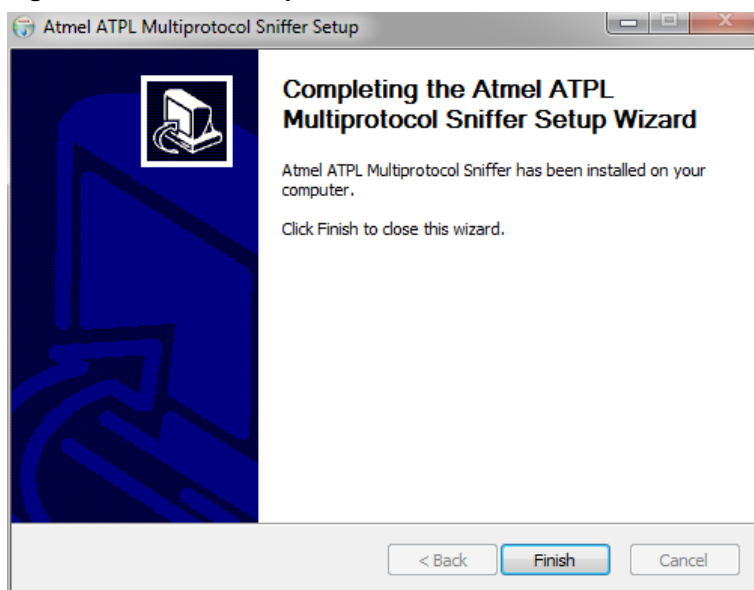 Atmel ATPL Multiprotocol Sniffer Setup
Completing the Atmel ATPL
Multiprotocol Sniffer Setup Wizard
Atmel ATPL Multiprotocol Sniffer has been installed on your
computer.
Click Finish to close this wizard.
< Back Finish Cancel